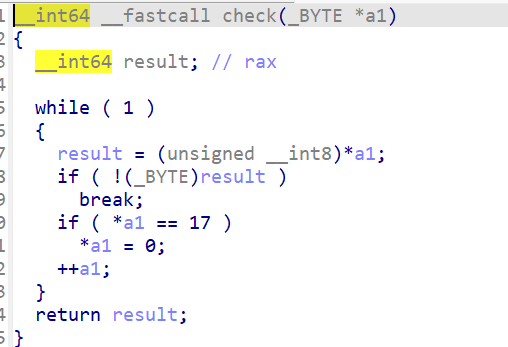 1 __int64 __fastcall check(_BYTE *a1)
2 {
3   __int64 result; // rax
4
5   while ( 1 )
6   {
7     result = (unsigned __int8)*a1;
8     if ( !(_BYTE)result )
9       break;
0     if ( *a1 == 17 )
1       *a1 = 0;
2     ++a1;
3   }
4   return result;
5 }